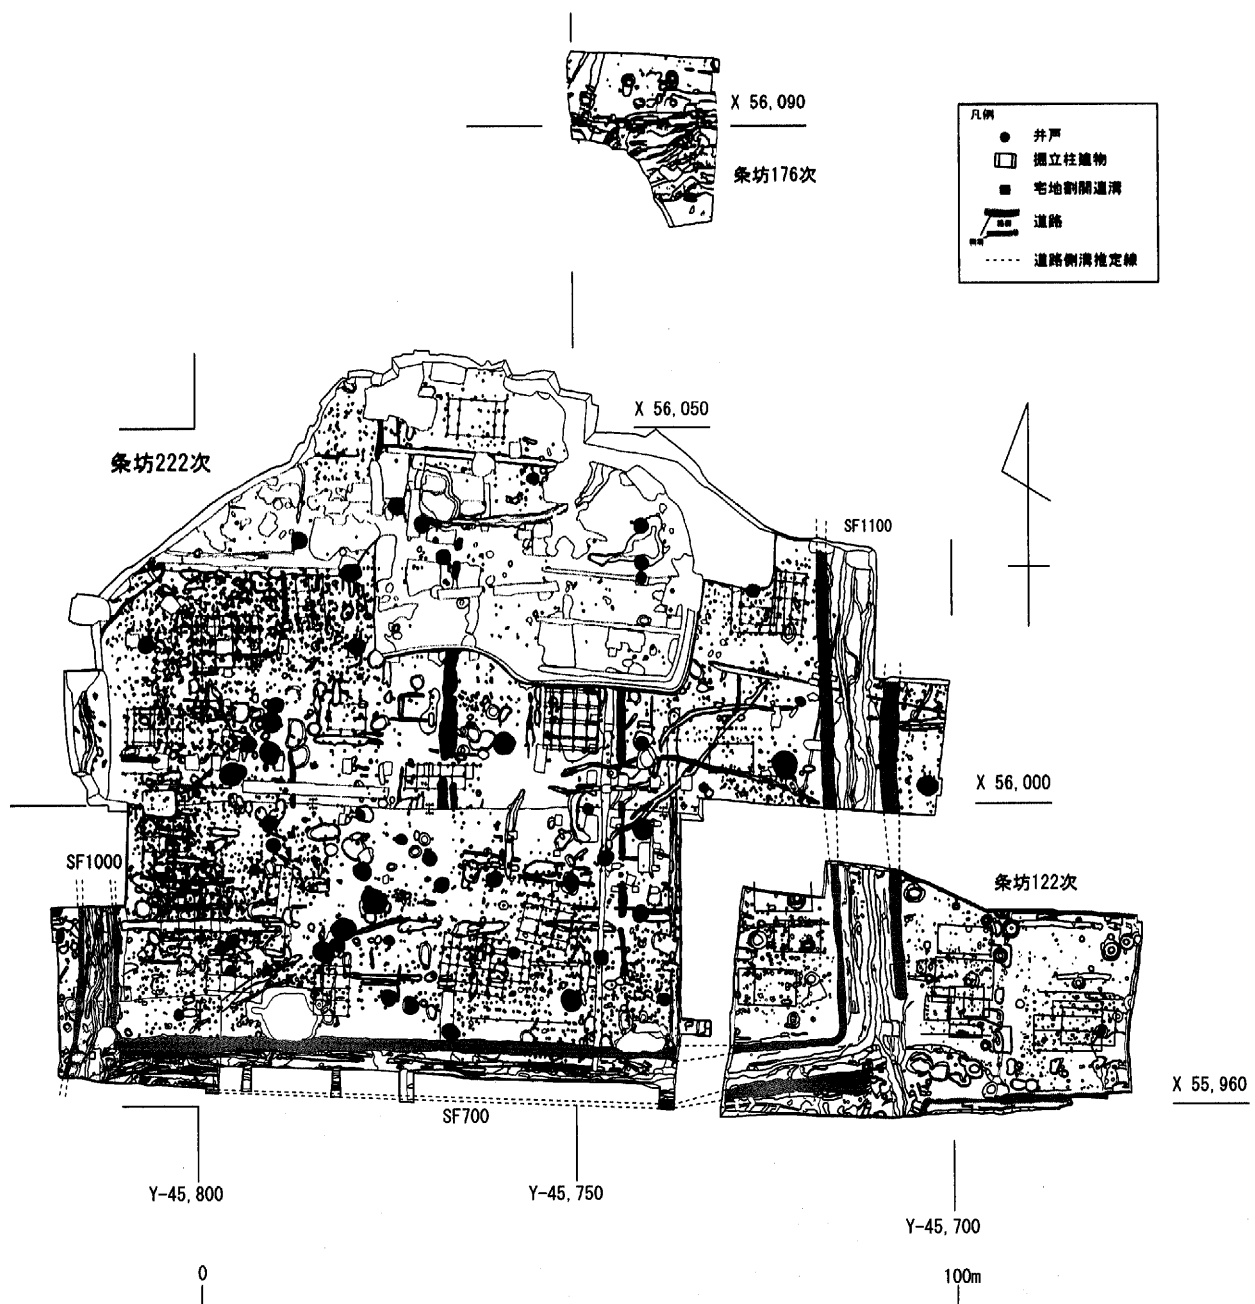 X 56,090
条坊176次
凡例
井戸
掘立柱建物
宅地割関連溝
道路
道路側溝推定線
X 56,050
条坊222次
SF1100
X 56,000
SF1000
条坊122次
X 55,960
SF700
Y-45,800
Y-45,750
Y-45,700
0
100m